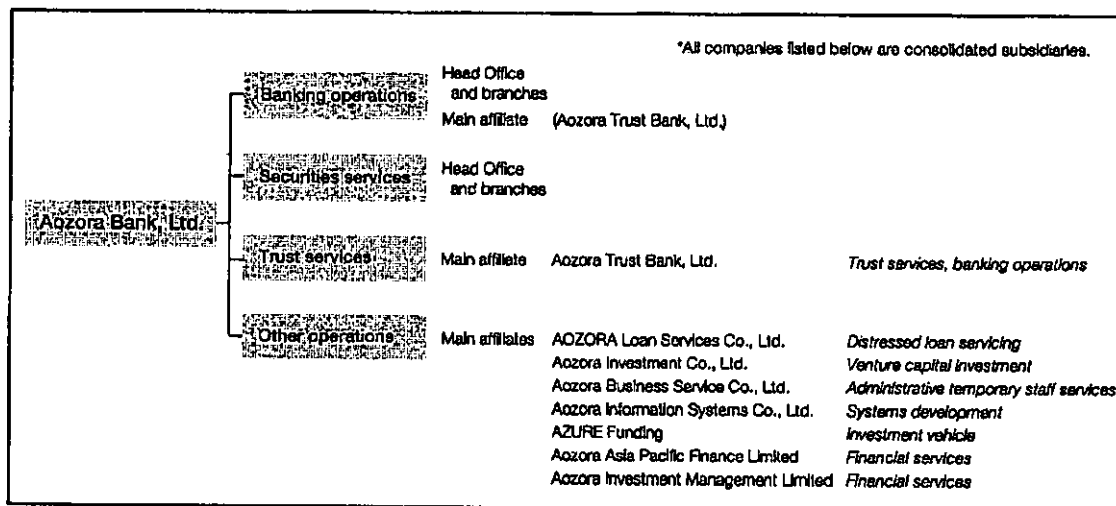 *All companies listed below are consolidated subsidiaries.
Aozora Bank, Ltd.
Banking operations
Head Office
and branches
Main affiliate (Aozora Trust Bank, Ltd.)
Securities services
Head Office
and branches
Trust services Main affiliate Aozora Trust Bank, Ltd. Trust services, banking operations
Other operations Main affiliates AOZORA Loan Services Co., Ltd. Distressed loan servicing
Aozora Investment Co., Ltd. Venture capital investment
Aozora Business Service Co., Ltd. Administrative temporary staff services
Aozora Information Systems Co., Ltd. Systems development
AZURE Funding Investment vehicle
Aozora Asia Pacific Finance Limited Financial services
Aozora Investment Management Limited Financial services